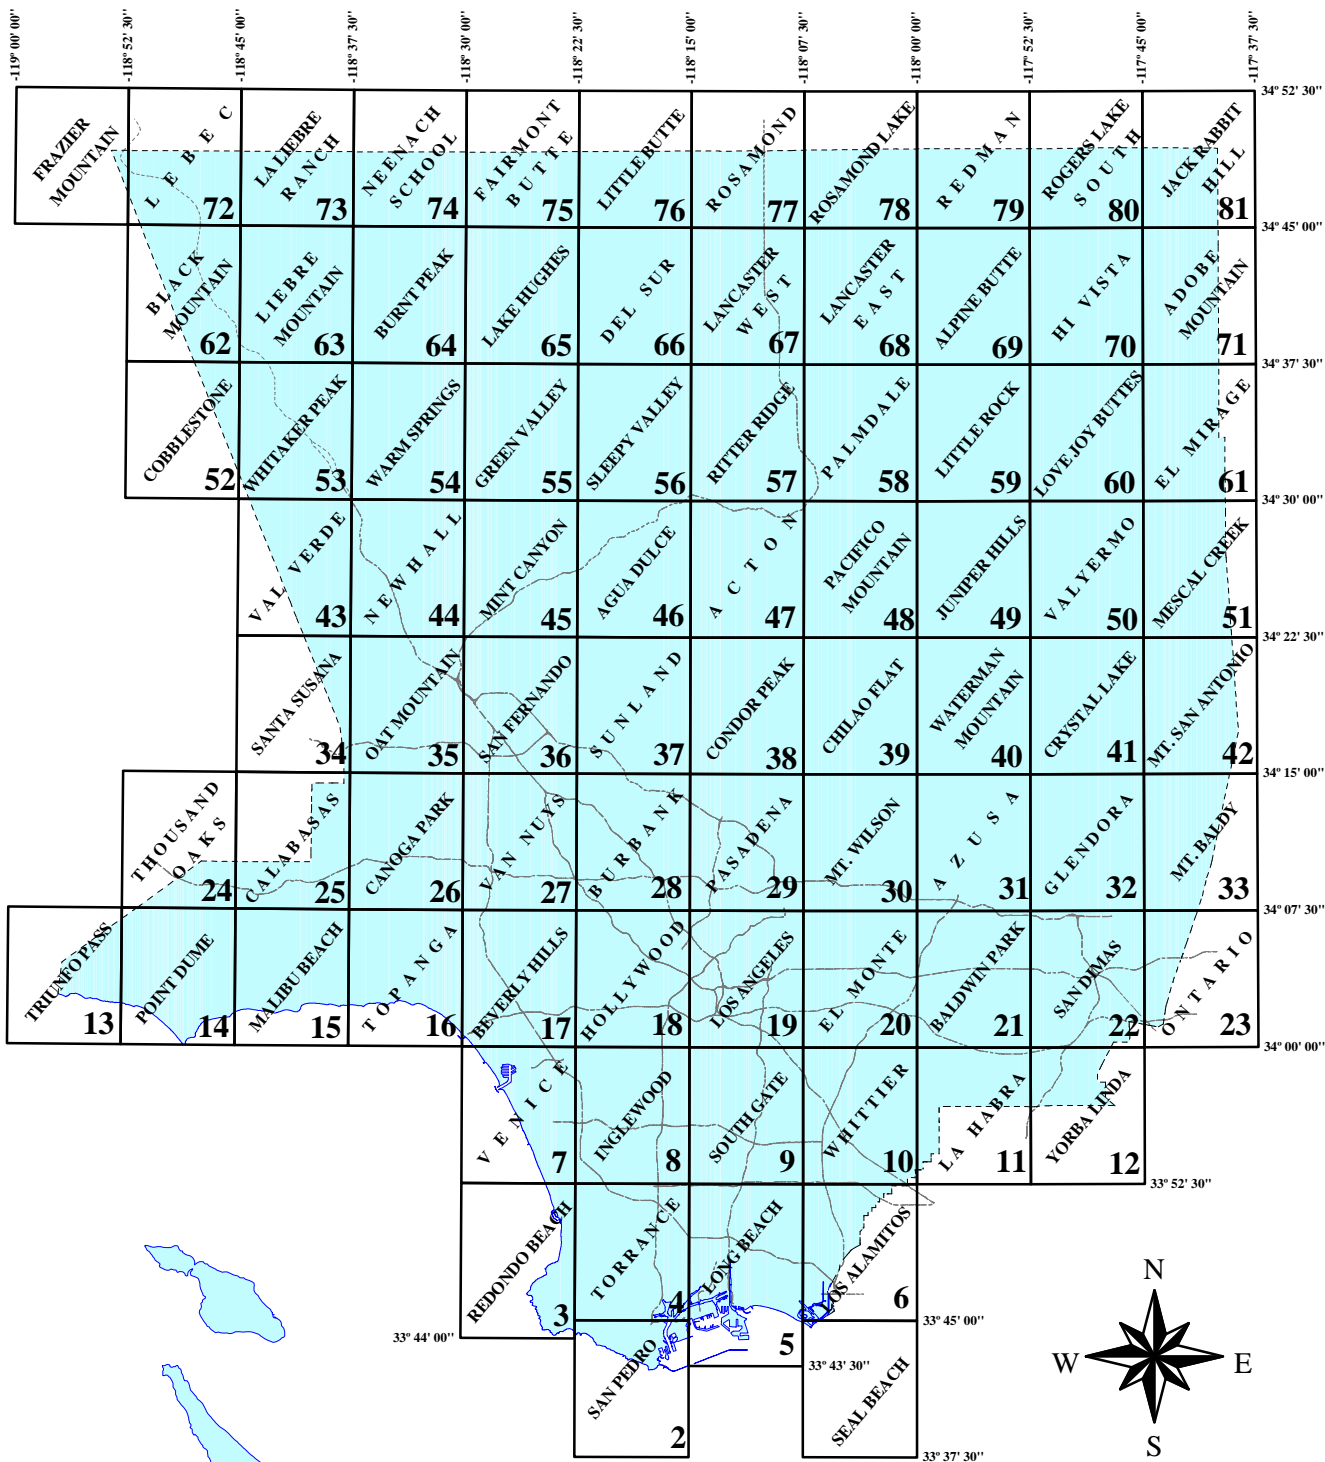 -119° 00' 00"
-118° 52' 30"
-118° 45' 00"
-118° 37' 30"
-118° 30' 00"
-118° 22' 30"
-118° 15' 00"
-118° 07' 30"
-118° 00' 00"
-117° 52' 30"
-117° 45' 00"
-117° 37' 30"
34° 52' 30"
FRAZIER
MOUNTAIN
LEBEC
72
LA LIEBRE
RANCH
73
NEENACH
SCHOOL
74
FAIRMONT
BUTTE
75
LITTLE BUTTE
76
ROSAMOND
77
ROSAMOND LAKE
78
REDMAN
79
ROGERS LAKE
SOUTH
80
JACK RABBIT
HILL
81
34° 45' 00"
BLACK
MOUNTAIN
62
LIEBRE
MOUNTAIN
63
BURNT PEAK
64
LAKE HUGHES
65
DEL SUR
66
LANCASTER
WEST
67
LANCASTER
EAST
68
ALPINE BUTTE
69
HI VISTA
70
ADOBE
MOUNTAIN
71
34° 37' 30"
COBBLESTONE
52
WHITAKER PEAK
53
WARM SPRINGS
54
GREEN VALLEY
55
SLEEPY VALLEY
56
RITTER RIDGE
57
PALMDALE
58
LITTLE ROCK
59
LOVE JOY BUTTES
60
EL MIRAGE
61
34° 30' 00"
VAL VERDE
43
NEWHALL
44
MINT CANYON
45
AGUA DULCE
46
ACTON
47
PACIFICO
MOUNTAIN
48
JUNIPER HILLS
49
VALYERMO
50
MESCAL CREEK
51
34° 22' 30"
SANTA SUSANA
34
OAT MOUNTAIN
35
SAN FERNANDO
36
SUNLAND
37
CONDOR PEAK
38
CHILAO FLAT
39
WATERMAN
MOUNTAIN
40
CRYSTAL LAKE
41
MT. SAN ANTONIO
42
34° 15' 00"
THOUSAND
OAKS
24
CALABASAS
25
CANOGA PARK
26
VAN NUYS
27
BURBANK
28
PASADENA
29
MT. WILSON
30
AZUSA
31
GLENDORA
32
MT. BALDY
33
34° 07' 30"
TRIUNFO PASS
13
POINT DUME
14
MALIBU BEACH
15
TOPANGA
16
BEVERLY HILLS
17
HOLLYWOOD
18
LOS ANGELES
19
EL MONTE
20
BALDWIN PARK
21
SAN DIMAS
22
ONTARIO
23
34° 00' 00"
VENICE
7
INGLEWOOD
8
SOUTH GATE
9
WHITTIER
10
LA HABRA
11
YORBA LINDA
12
33° 52' 30"
REDONDO BEACH
3
TORRANCE
4
LONG BEACH
5
LOS ALAMITOS
6
33° 45' 00"
33° 44' 00"
33° 43' 30"
SAN PEDRO
2
SEAL BEACH
33° 37' 30"
N
W
E
S